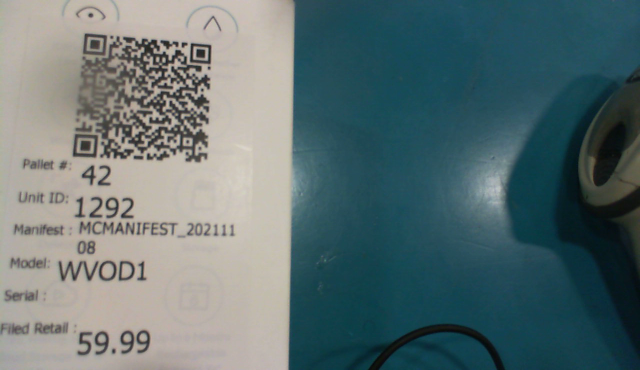 Pallet #: 42
Unit ID: 1292
Manifest : MCMANIFEST_202111
08
Model: WVOD1
Serial :
Filed Retail : 59.99